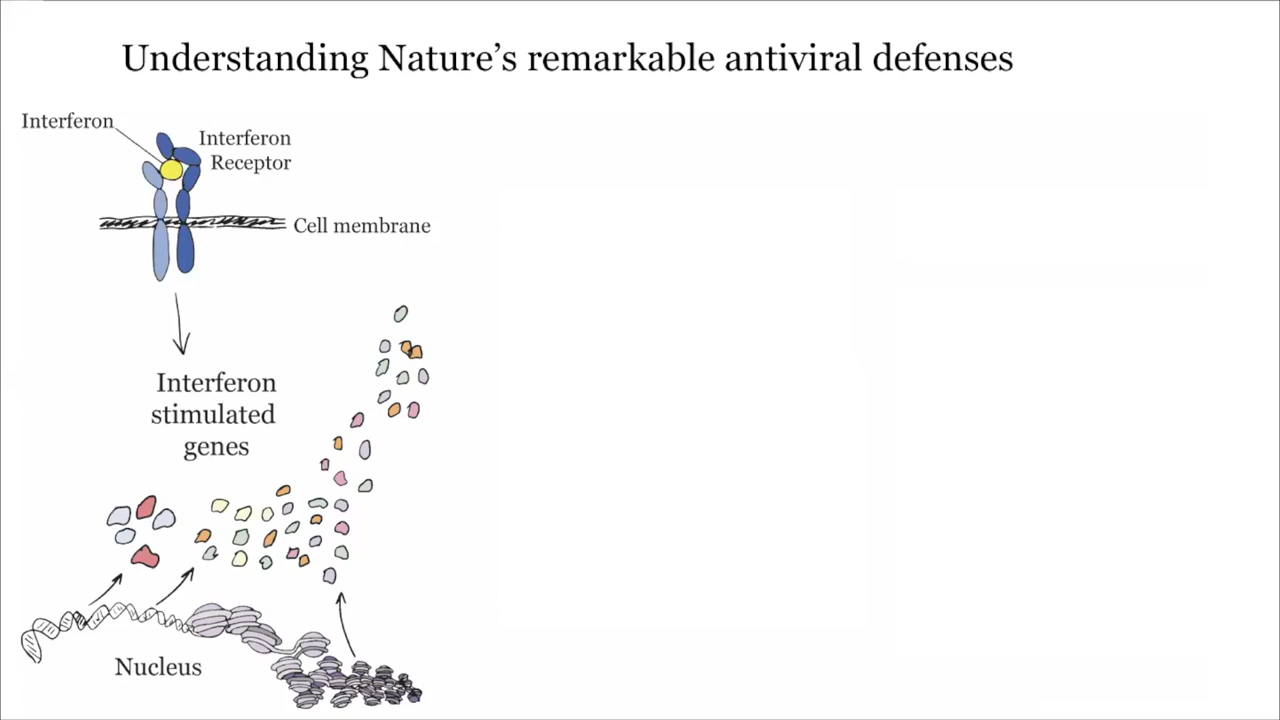 Understanding Nature’s remarkable antiviral defenses
Interferon
Interferon
Receptor
Cell membrane
Interferon
stimulated
genes
Nucleus